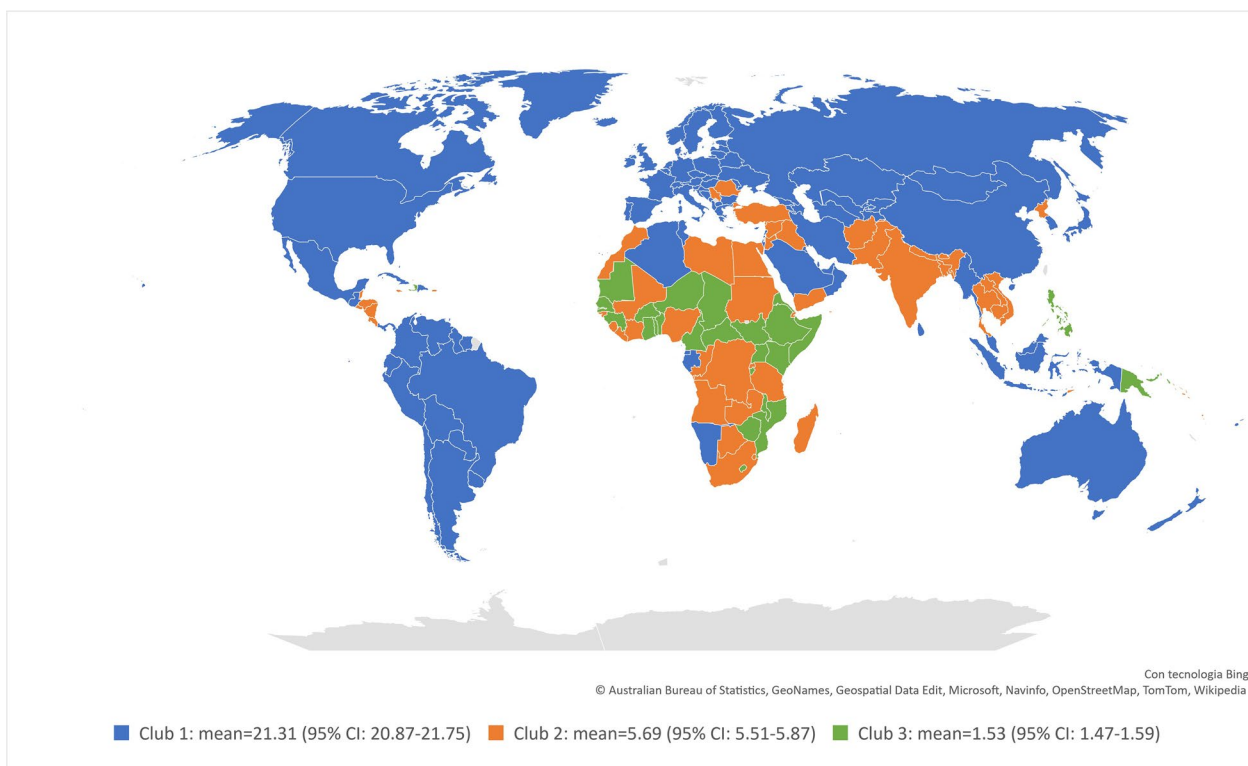 Con tecnologia Bing
© Australian Bureau of Statistics, GeoNames, Geospatial Data Edit, Microsoft, Navinfo, OpenStreetMap, TomTom, Wikipedia
Club 1: mean=21.31 (95% CI: 20.87-21.75) Club 2: mean=5.69 (95% CI: 5.51-5.87) Club 3: mean=1.53 (95% CI: 1.47-1.59)